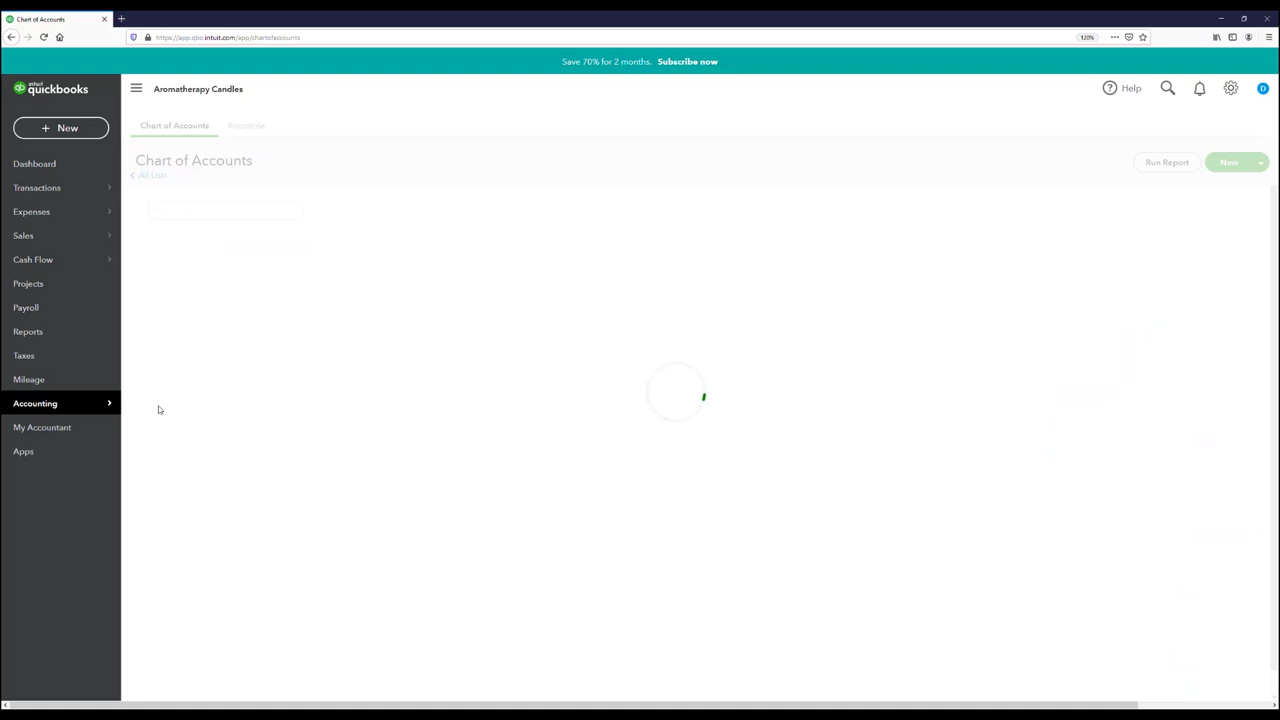 Chart of Accounts
https://app.qbo.intuit.com/app/chartofaccounts
120%
Save 70% for 2 months. Subscribe now
intuit
quickbooks
Aromatherapy Candles
Help
D
+ New
Chart of Accounts
Reconcile
Dashboard
Chart of Accounts
Run Report
New
All Lists
Transactions
Expenses
Sales
Cash Flow
Projects
Payroll
Reports
Taxes
Mileage
Accounting
My Accountant
Apps